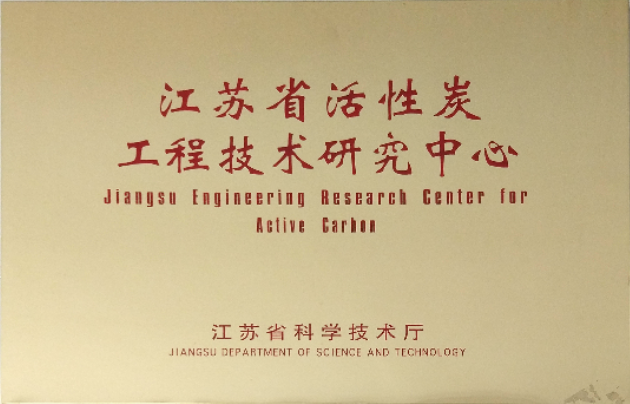 江苏省活性炭
工程技术研究中心
Jiangsu Engineering Research Center for
Active Carbon
江苏省科学技术厅
JIANGSU DEPARTMENT OF SCIENCE AND TECHNOLOGY